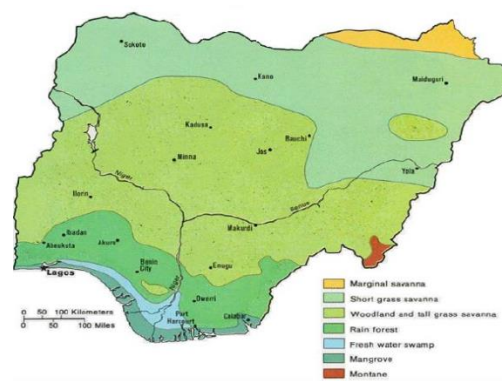 Sokoto
Kano
Maiduguri
Kaduna
Bauchi
Jos
Minna
Yola
Niger
Benue
Ilorin
Makurdi
Ibadan
Abeokuta
Akure
Enugu
Lagos
Benin
City
Niger
Owerri
Port
Harcourt
Calabar
0 50 100 Kilometers
0 50 100 Miles
Marginal savanna
Short grass savanna
Woodland and tall grass savanna
Rain forest
Fresh water swamp
Mangrove
Montane